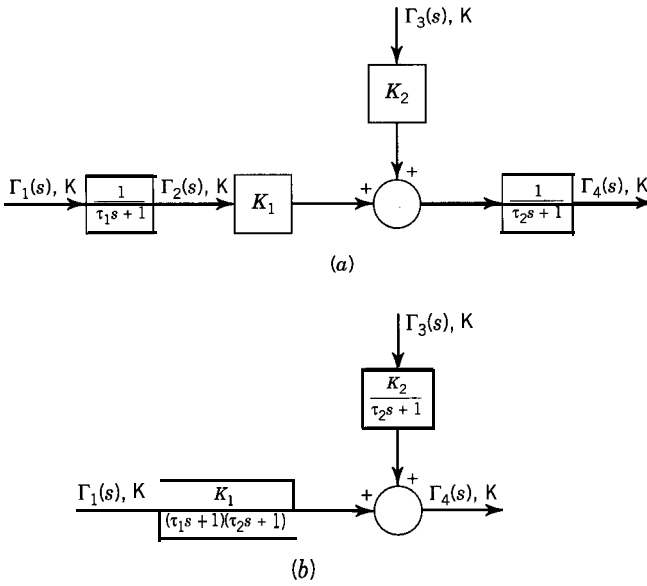 Γ₃(s), K
K₂
Γ₁(s), K
1
τ₁s + 1
Γ₂(s), K
K₁
+
+
1
τ₂s + 1
Γ₄(s), K
(a)
Γ₃(s), K
K₂
τ₂s + 1
Γ₁(s), K
K₁
(τ₁s + 1)(τ₂s + 1)
+
+
Γ₄(s), K
(b)